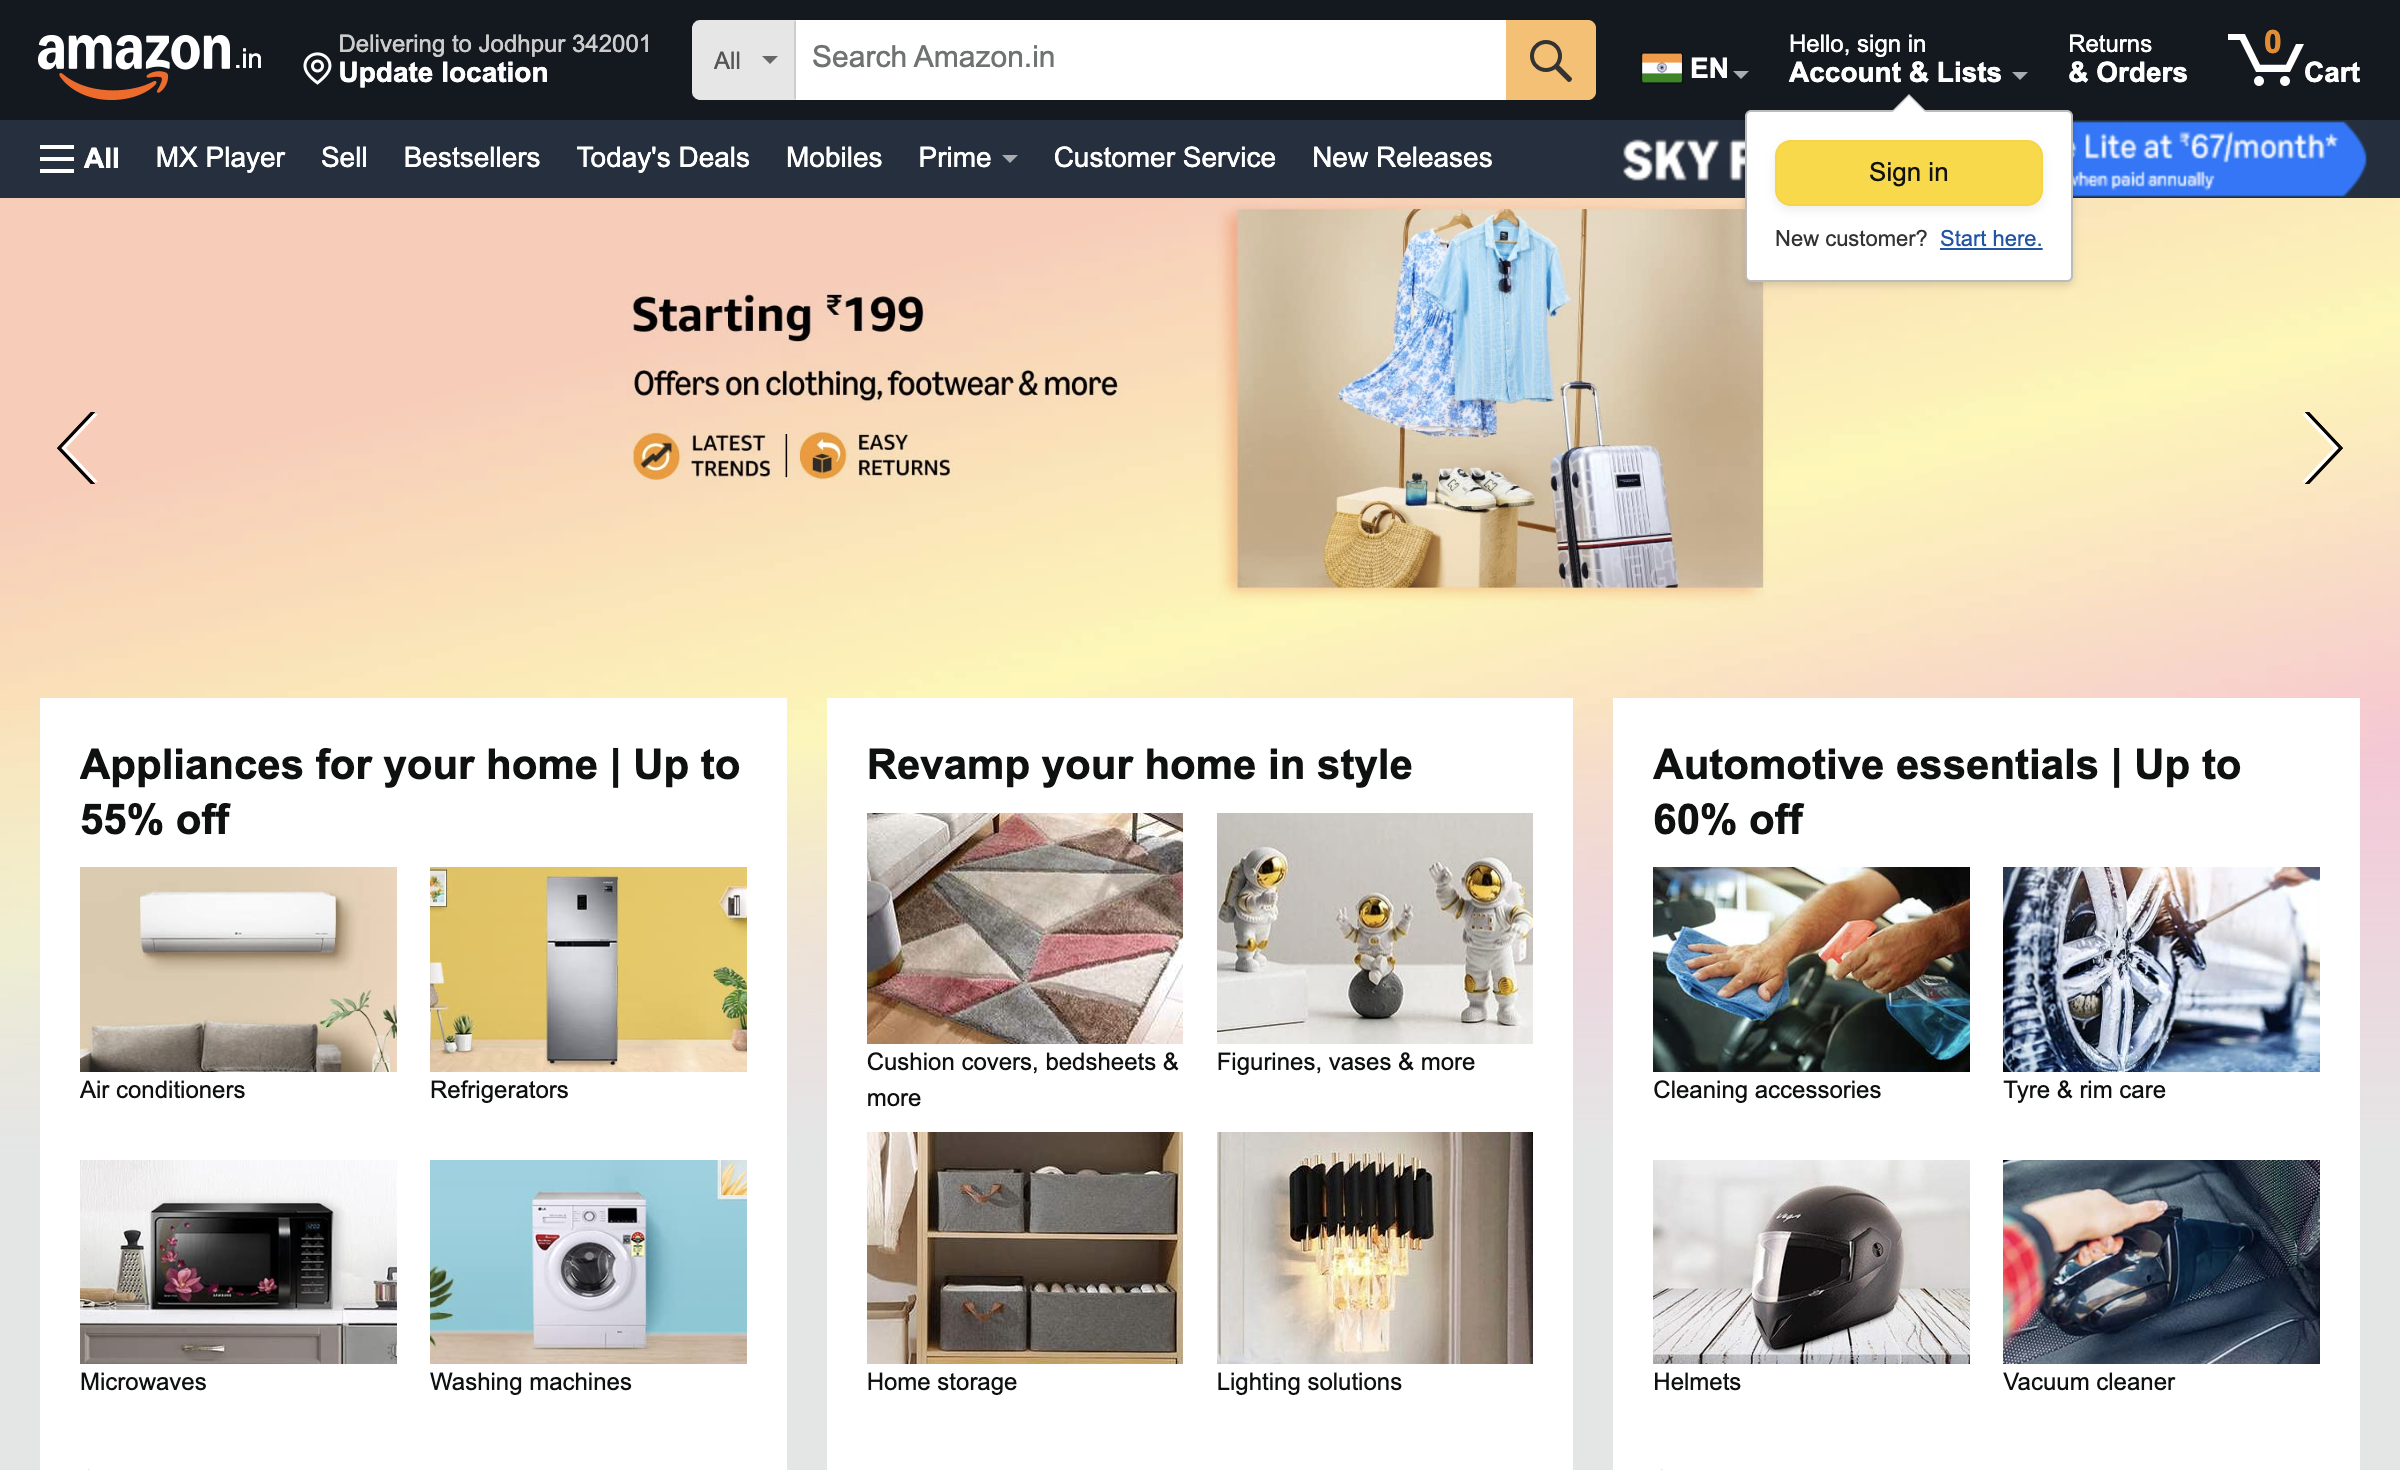 amazon.in
Delivering to Jodhpur 342001
Update location
All
Search Amazon.in
EN
Hello, sign in
Account & Lists
Returns
& Orders
0
Cart
All
MX Player
Sell
Bestsellers
Today's Deals
Mobiles
Prime
Customer Service
New Releases
SKY
Lite at ₹67/month*
when paid annually
Sign in
New customer? Start here.
Starting ₹199
Offers on clothing, footwear & more
LATEST
TRENDS
EASY
RETURNS
Appliances for your home | Up to
55% off
Air conditioners
Refrigerators
Microwaves
Washing machines
Revamp your home in style
Cushion covers, bedsheets &
more
Figurines, vases & more
Home storage
Lighting solutions
Automotive essentials | Up to
60% off
Cleaning accessories
Tyre & rim care
Helmets
Vacuum cleaner